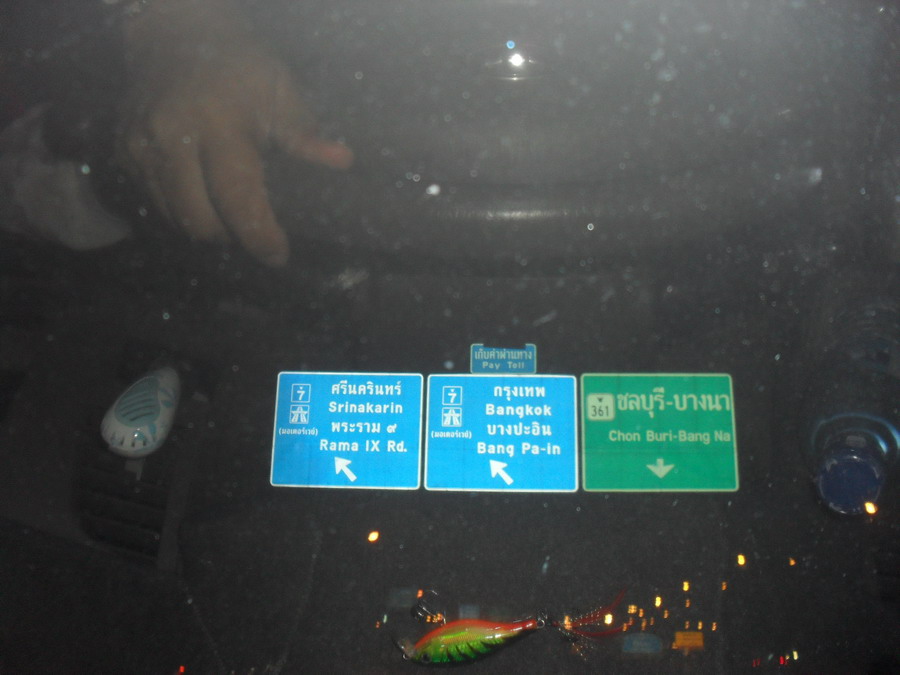 เก็บค่าผ่านทาง
Pay Toll
7
ศรีนครินทร์
Srinakarin
(มอเตอร์เวย์)
พระราม ๙
Rama IX Rd.
7
กรุงเทพ
Bangkok
(มอเตอร์เวย์)
บางปะอิน
Bang Pa-in
361
ชลบุรี-บางนา
Chon Buri-Bang Na